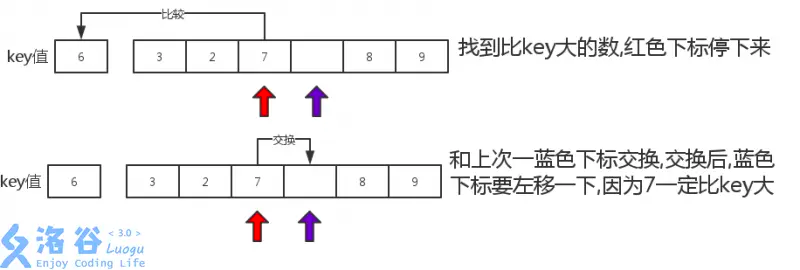 比较
key值 6 3 2 7 8 9
找到比key大的数,红色下标停下来
交换
key值 6 3 2 7 8 9
和上次一蓝色下标交换,交换后,蓝色
下标要左移一下,因为7一定比key大
洛谷 < 3.0 >
Luogu
Enjoy Coding Life